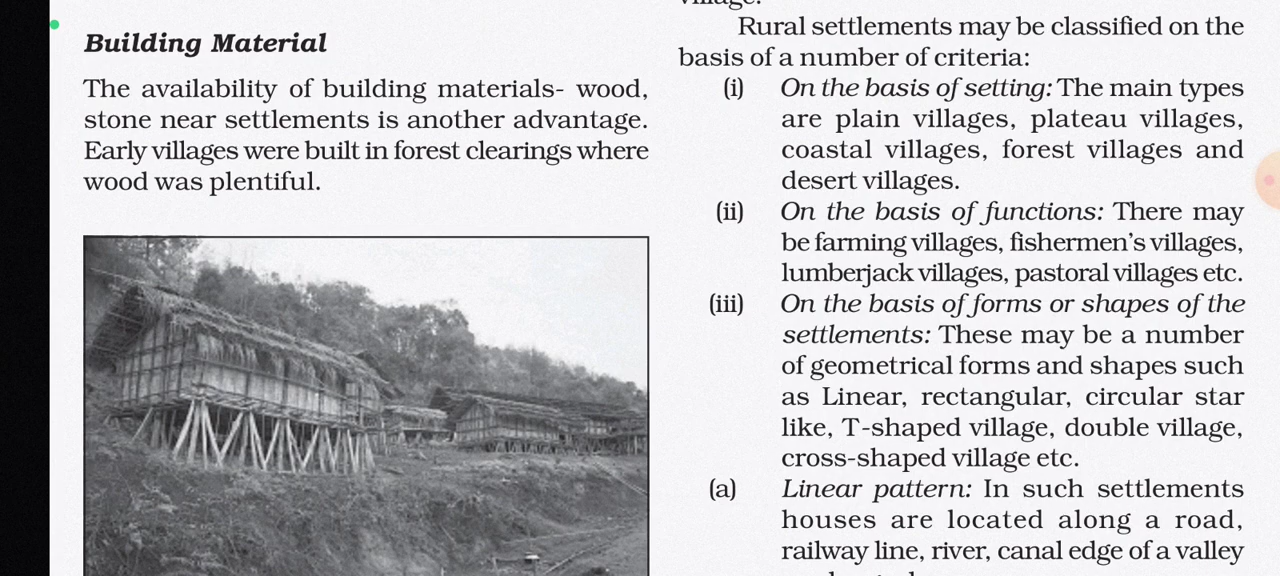 Building Material
The availability of building materials- wood,
stone near settlements is another advantage.
Early villages were built in forest clearings where
wood was plentiful.
village.
Rural settlements may be classified on the
basis of a number of criteria:
(i) On the basis of setting: The main types
are plain villages, plateau villages,
coastal villages, forest villages and
desert villages.
(ii) On the basis of functions: There may
be farming villages, fishermen's villages,
lumberjack villages, pastoral villages etc.
(iii) On the basis of forms or shapes of the
settlements: These may be a number
of geometrical forms and shapes such
as Linear, rectangular, circular star
like, T-shaped village, double village,
cross-shaped village etc.
(a) Linear pattern: In such settlements
houses are located along a road,
railway line, river, canal edge of a valley